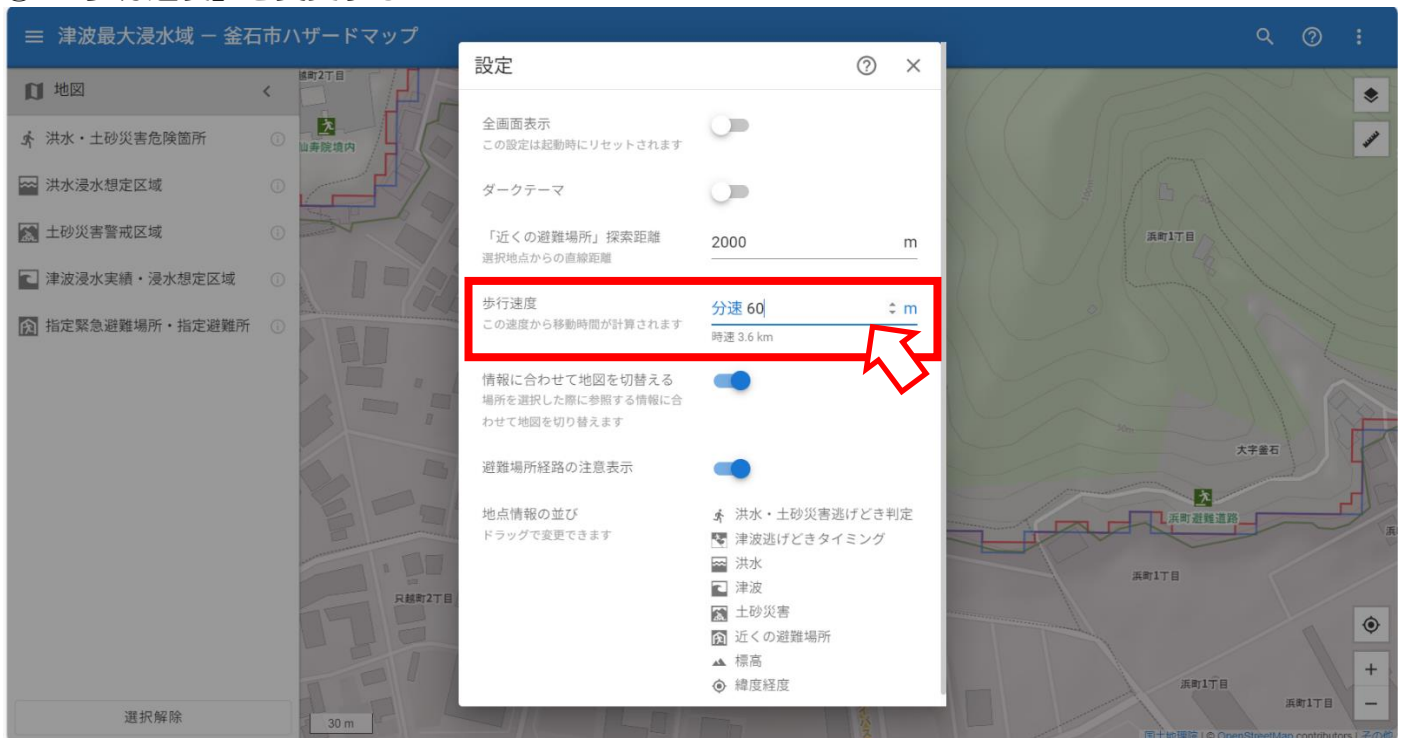 津波最大浸水域 － 釜石市ハザードマップ
地図
洪水・土砂災害危険箇所
洪水浸水想定区域
土砂災害警戒区域
津波浸水実績・浸水想定区域
指定緊急避難場所・指定避難所
選択解除
設定
全画面表示
この設定は起動時にリセットされます
ダークテーマ
「近くの避難場所」探索距離
2000 m
選択地点からの直線距離
歩行速度
分速 60 m
この速度から移動時間が計算されます
時速 3.6 km
情報に合わせて地図を切替える
場所を選択した際に参照する情報に合
わせて地図を切り替えます
避難場所経路の注意表示
地点情報の並び
ドラッグで変更できます
洪水・土砂災害逃げどき判定
津波逃げどきタイミング
洪水
津波
土砂災害
近くの避難場所
標高
緯度経度
仙寿院境内
只越町2丁目
30 m
浜町1丁目
大字釜石
浜町避難道路
浜町1丁目
浜町1丁目
浜町1丁目
国土地理院 | © OpenStreetMap contributors | その他